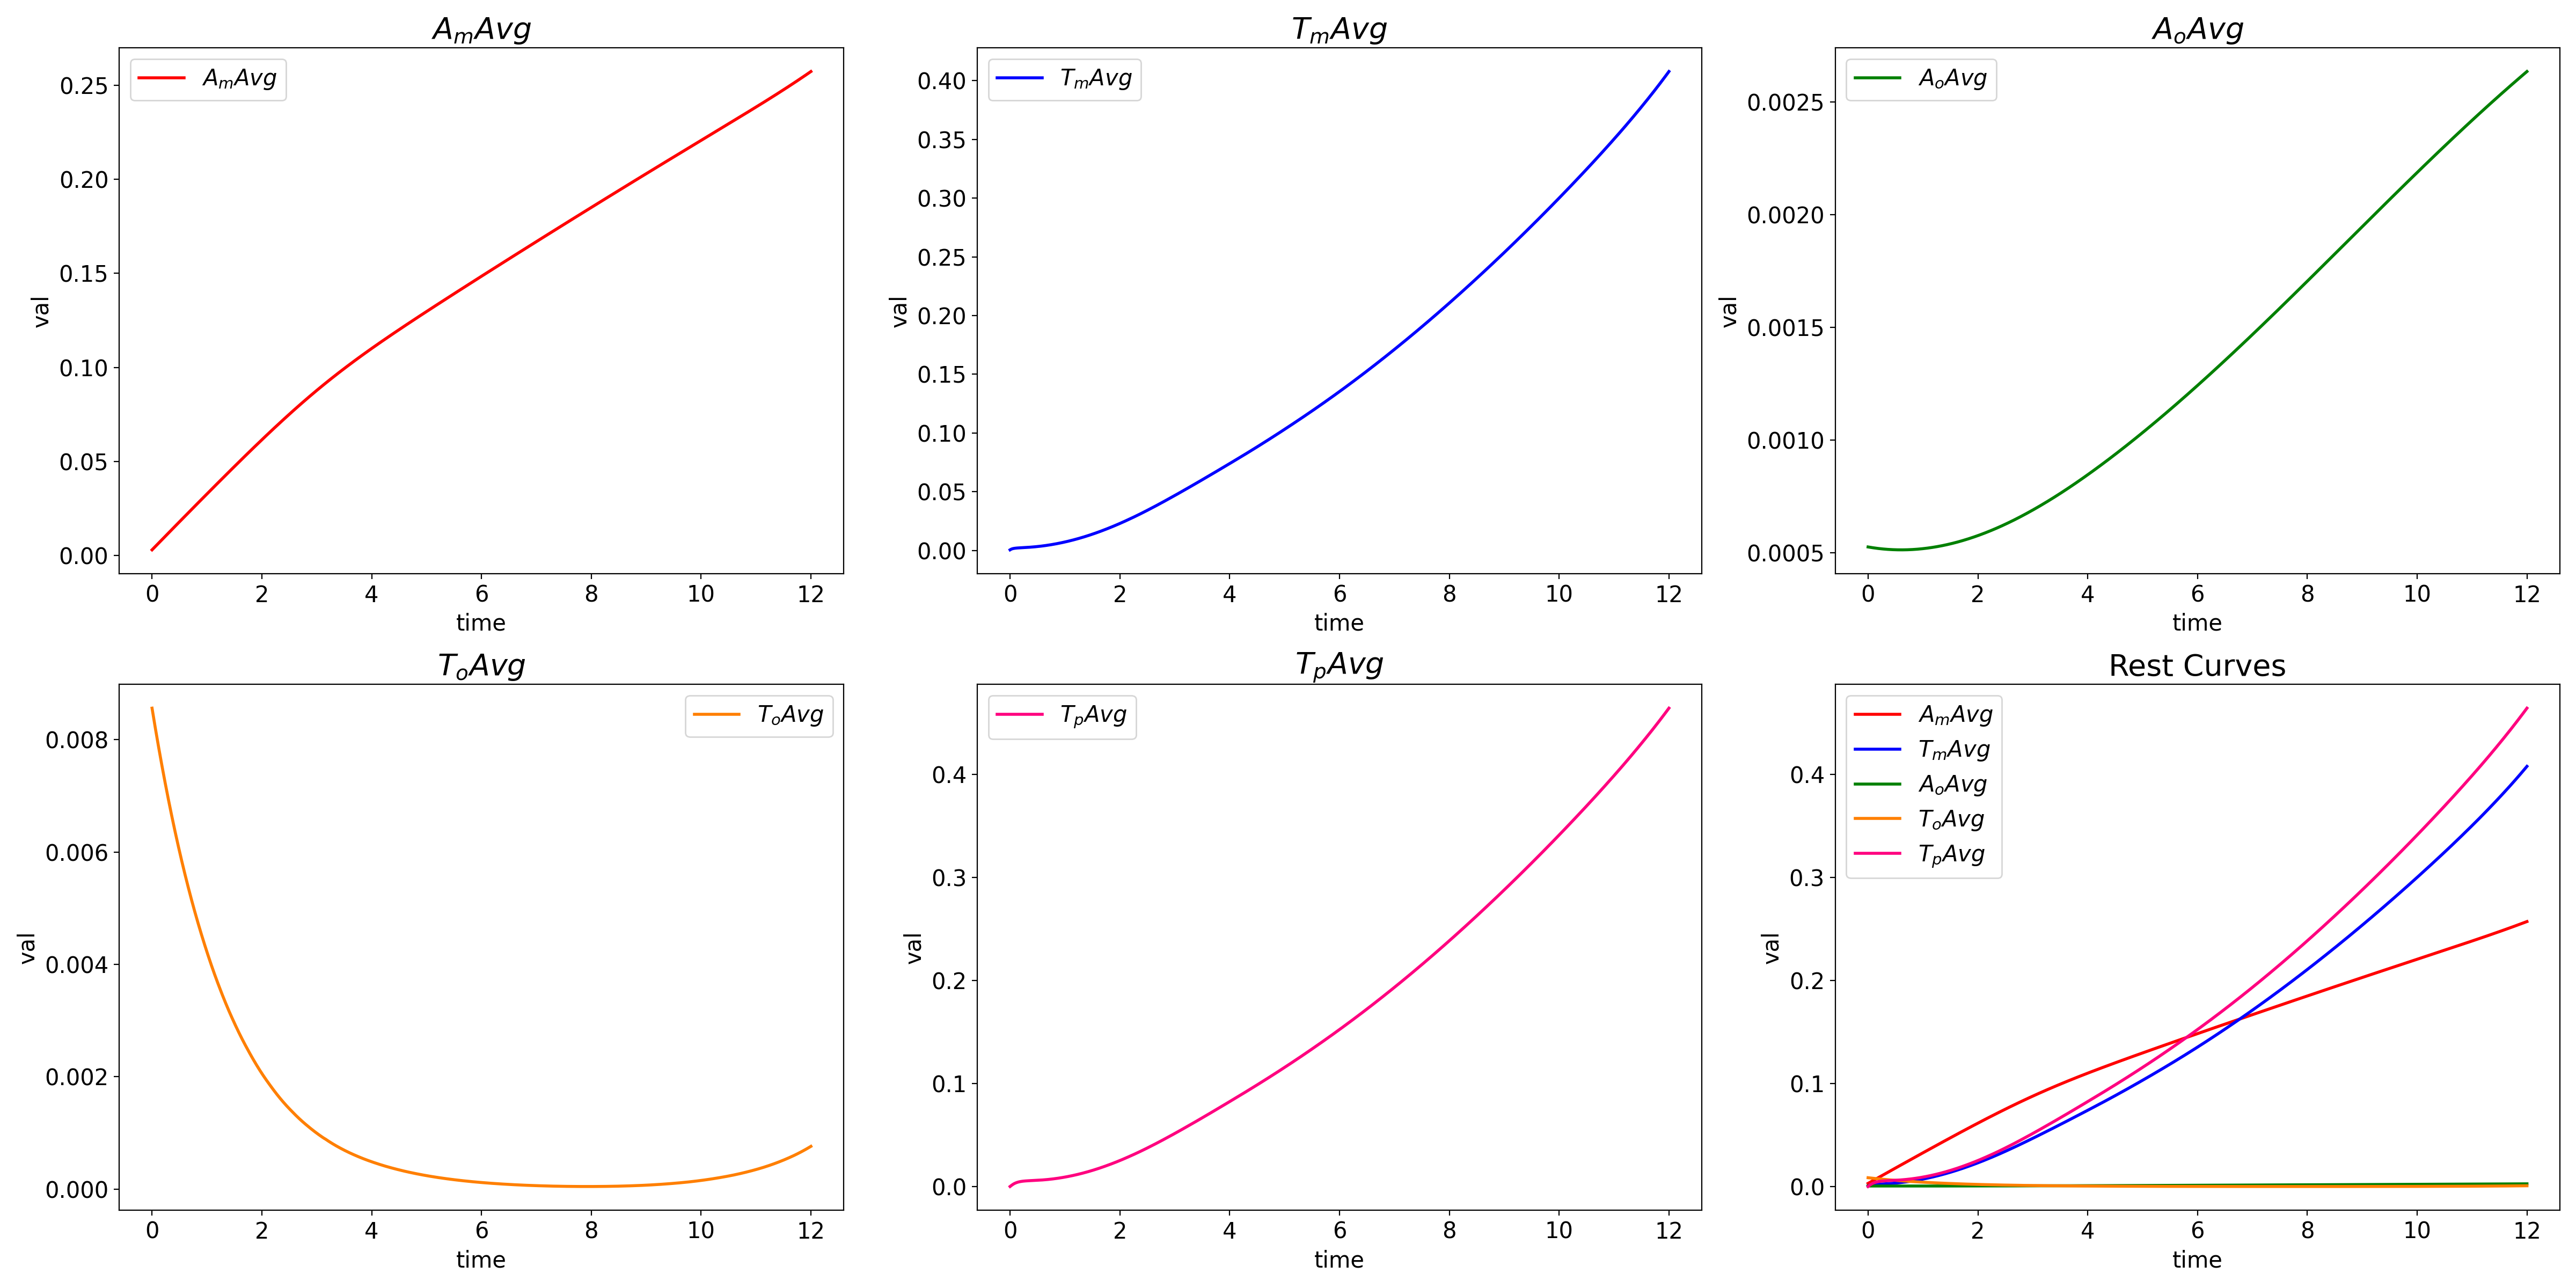 A_mAvg
A_mAvg
0.25
0.20
0.15
0.10
0.05
0.00
val
0 2 4 6 8 10 12
time
T_mAvg
T_mAvg
0.40
0.35
0.30
0.25
0.20
0.15
0.10
0.05
0.00
val
0 2 4 6 8 10 12
time
A_oAvg
A_oAvg
0.0025
0.0020
0.0015
0.0010
0.0005
val
0 2 4 6 8 10 12
time
T_oAvg
T_oAvg
0.008
0.006
0.004
0.002
0.000
val
0 2 4 6 8 10 12
time
T_pAvg
T_pAvg
0.4
0.3
0.2
0.1
0.0
val
0 2 4 6 8 10 12
time
Rest Curves
A_mAvg
T_mAvg
A_oAvg
T_oAvg
T_pAvg
0.4
0.3
0.2
0.1
0.0
val
0 2 4 6 8 10 12
time